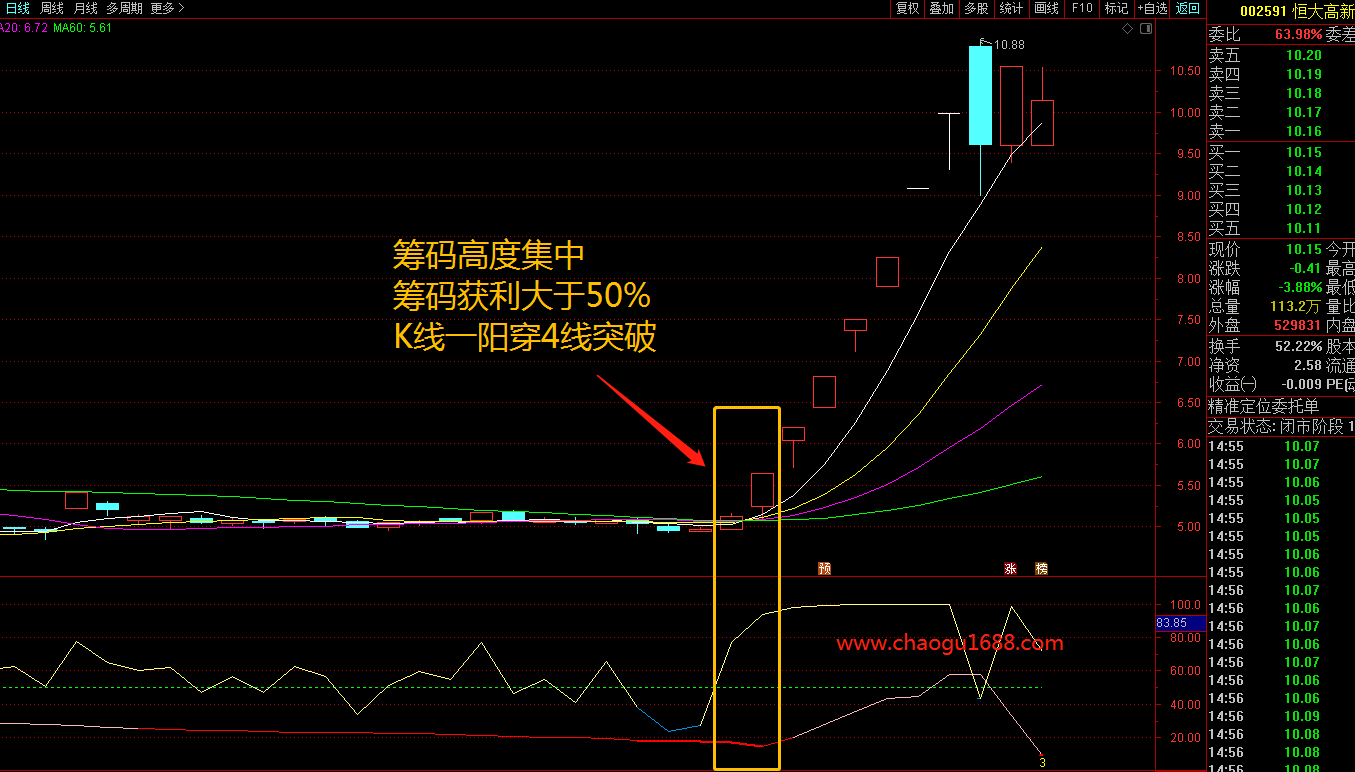 日线 周线 月线 多周期 更多
复权 叠加 多股 统计 画线 F10 标记 +自选 返回
002591 恒大高新
A20: 6.72 MA60: 5.61
委比 63.98% 委差
卖五 10.20
卖四 10.19
卖三 10.18
卖二 10.17
卖一 10.16
买一 10.15
买二 10.14
买三 10.13
买四 10.12
买五 10.11
现价 10.15 今开
涨跌 -0.41 最高
涨幅 -3.88% 最低
总量 113.2万 量比
外盘 529831 内盘
换手 52.22% 股本
净资 2.58 流通
收益(一) -0.009 PE(动
精准定位委托单
交易状态: 闭市阶段 1
14:55 10.07
14:55 10.07
14:55 10.06
14:55 10.05
14:55 10.05
14:55 10.05
14:55 10.06
14:55 10.06
14:56 10.07
14:56 10.06
14:56 10.07
14:56 10.06
14:56 10.07
14:56 10.06
14:56 10.06
14:56 10.09
14:56 10.08
14:56 10.08
14:56 10.08
10.88
10.50
10.00
9.50
9.00
8.50
8.00
7.50
7.00
6.50
6.00
5.50
5.00
筹码高度集中
筹码获利大于50%
K线一阳穿4线突破
预
涨
榜
100.0
83.85
80.00
60.00
40.00
20.00
www.chaogu1688.com
3